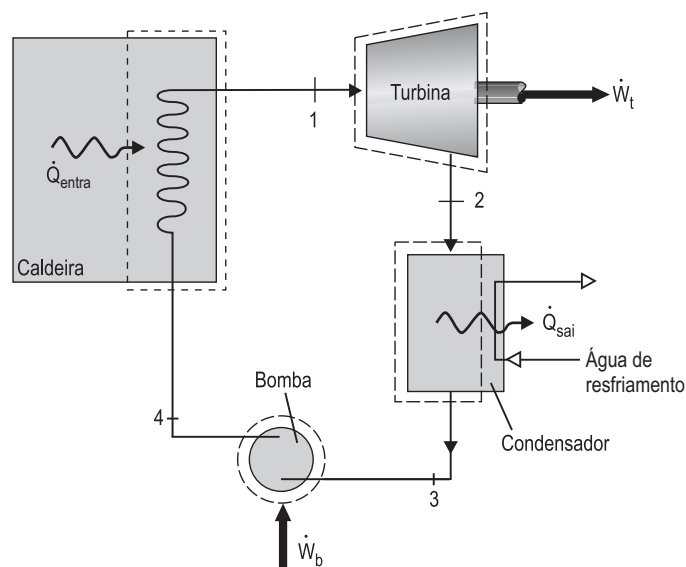 Turbina
Ẇt
1
Q̇entra
2
Caldeira
Q̇sai
Água de
resfriamento
Bomba
4
Condensador
3
Ẇb